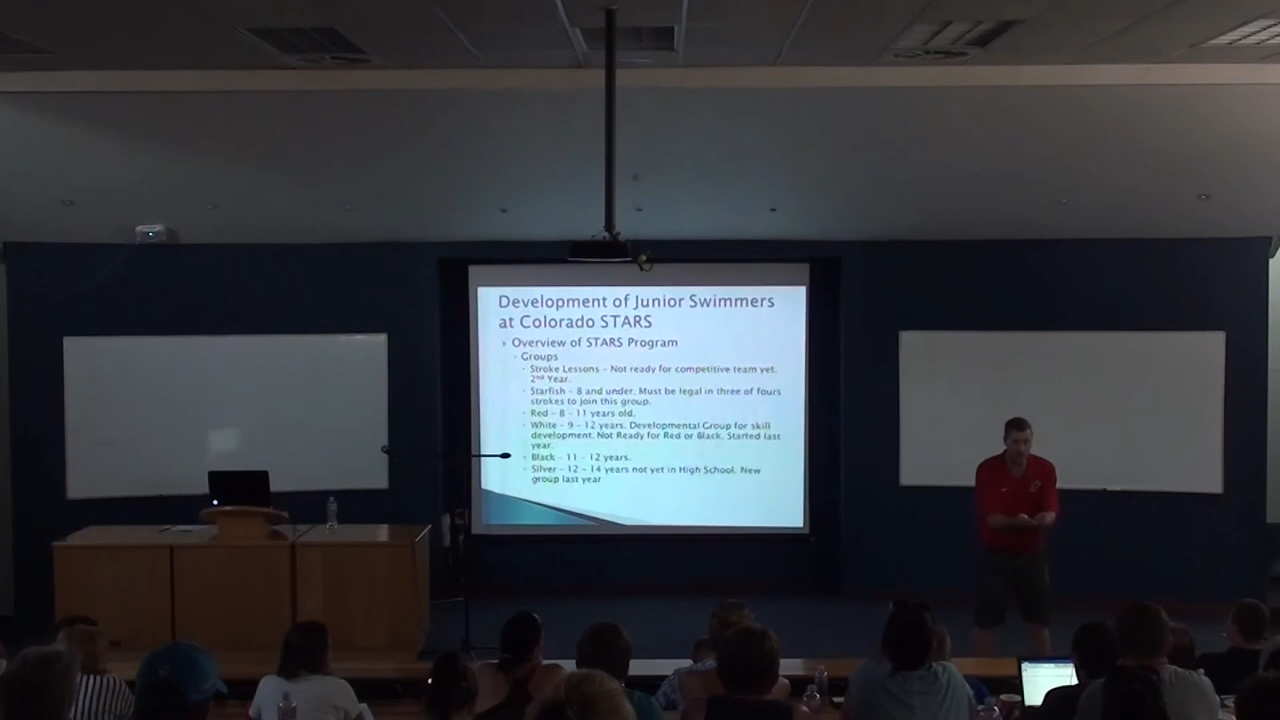 Development of Junior Swimmers
at Colorado STARS
Overview of STARS Program
Groups
Stroke Lessons – Not ready for competitive team yet.
2nd Year.
Starfish – 8 and under. Must be legal in three of fours
strokes to join this group.
Red – 8 – 11 years old.
White – 9 – 12 years. Developmental Group for skill
development. Not Ready for Red or Black. Started last
year.
Black – 11 – 12 years.
Silver – 12 – 14 years not yet in High School. New
group last year